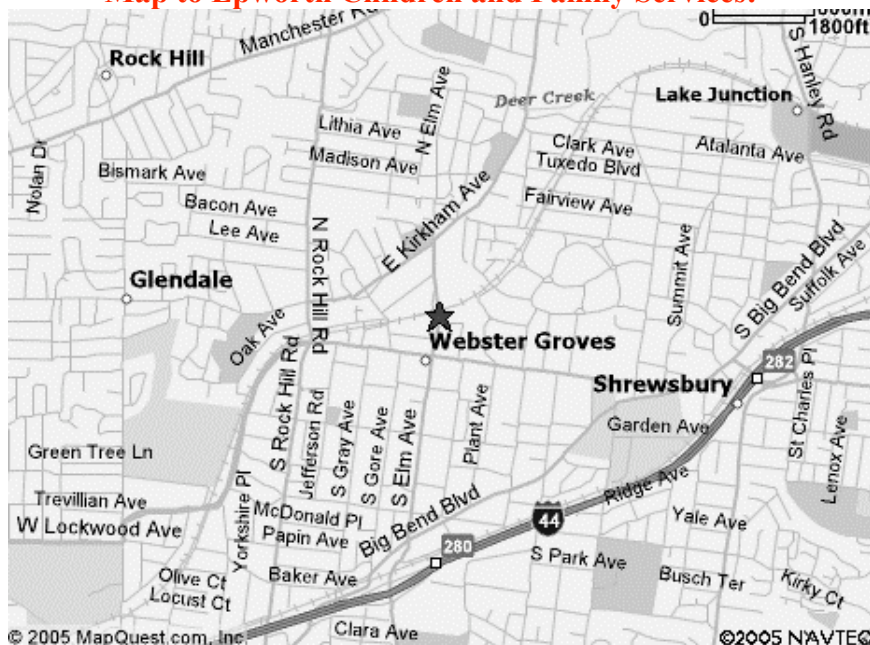 Map to Epworth Children and Family Services.
0
1800ft
Manchester Rd
Rock Hill
S Hanley Rd
Deer Creek
Lake Junction
N Elm Ave
Lithia Ave
Madison Ave
Clark Ave
Tuxedo Blvd
Atalanta Ave
Nolan Dr
Bismark Ave
Bacon Ave
Lee Ave
Fairview Ave
N Rock Hill Rd
E Kirkham Ave
Summit Ave
S Big Bend Blvd
Suffolk Ave
Glendale
Oak Ave
Webster Groves
282
Shrewsbury
St Charles Pl
S Rock Hill Rd
Jefferson Rd
S Gray Ave
S Gore Ave
S Elm Ave
Plant Ave
Garden Ave
Lenox Ave
Green Tree Ln
Trevillian Ave
W Lockwood Ave
Yorkshire Pl
McDonald Pl
Papin Ave
Big Bend Blvd
Ridge Ave
44
Yale Ave
280
S Park Ave
Busch Ter
Kirky Ct
Baker Ave
Olive Ct
Locust Ct
Clara Ave
© 2005 MapQuest.com, Inc
©2005 NAVTEQ